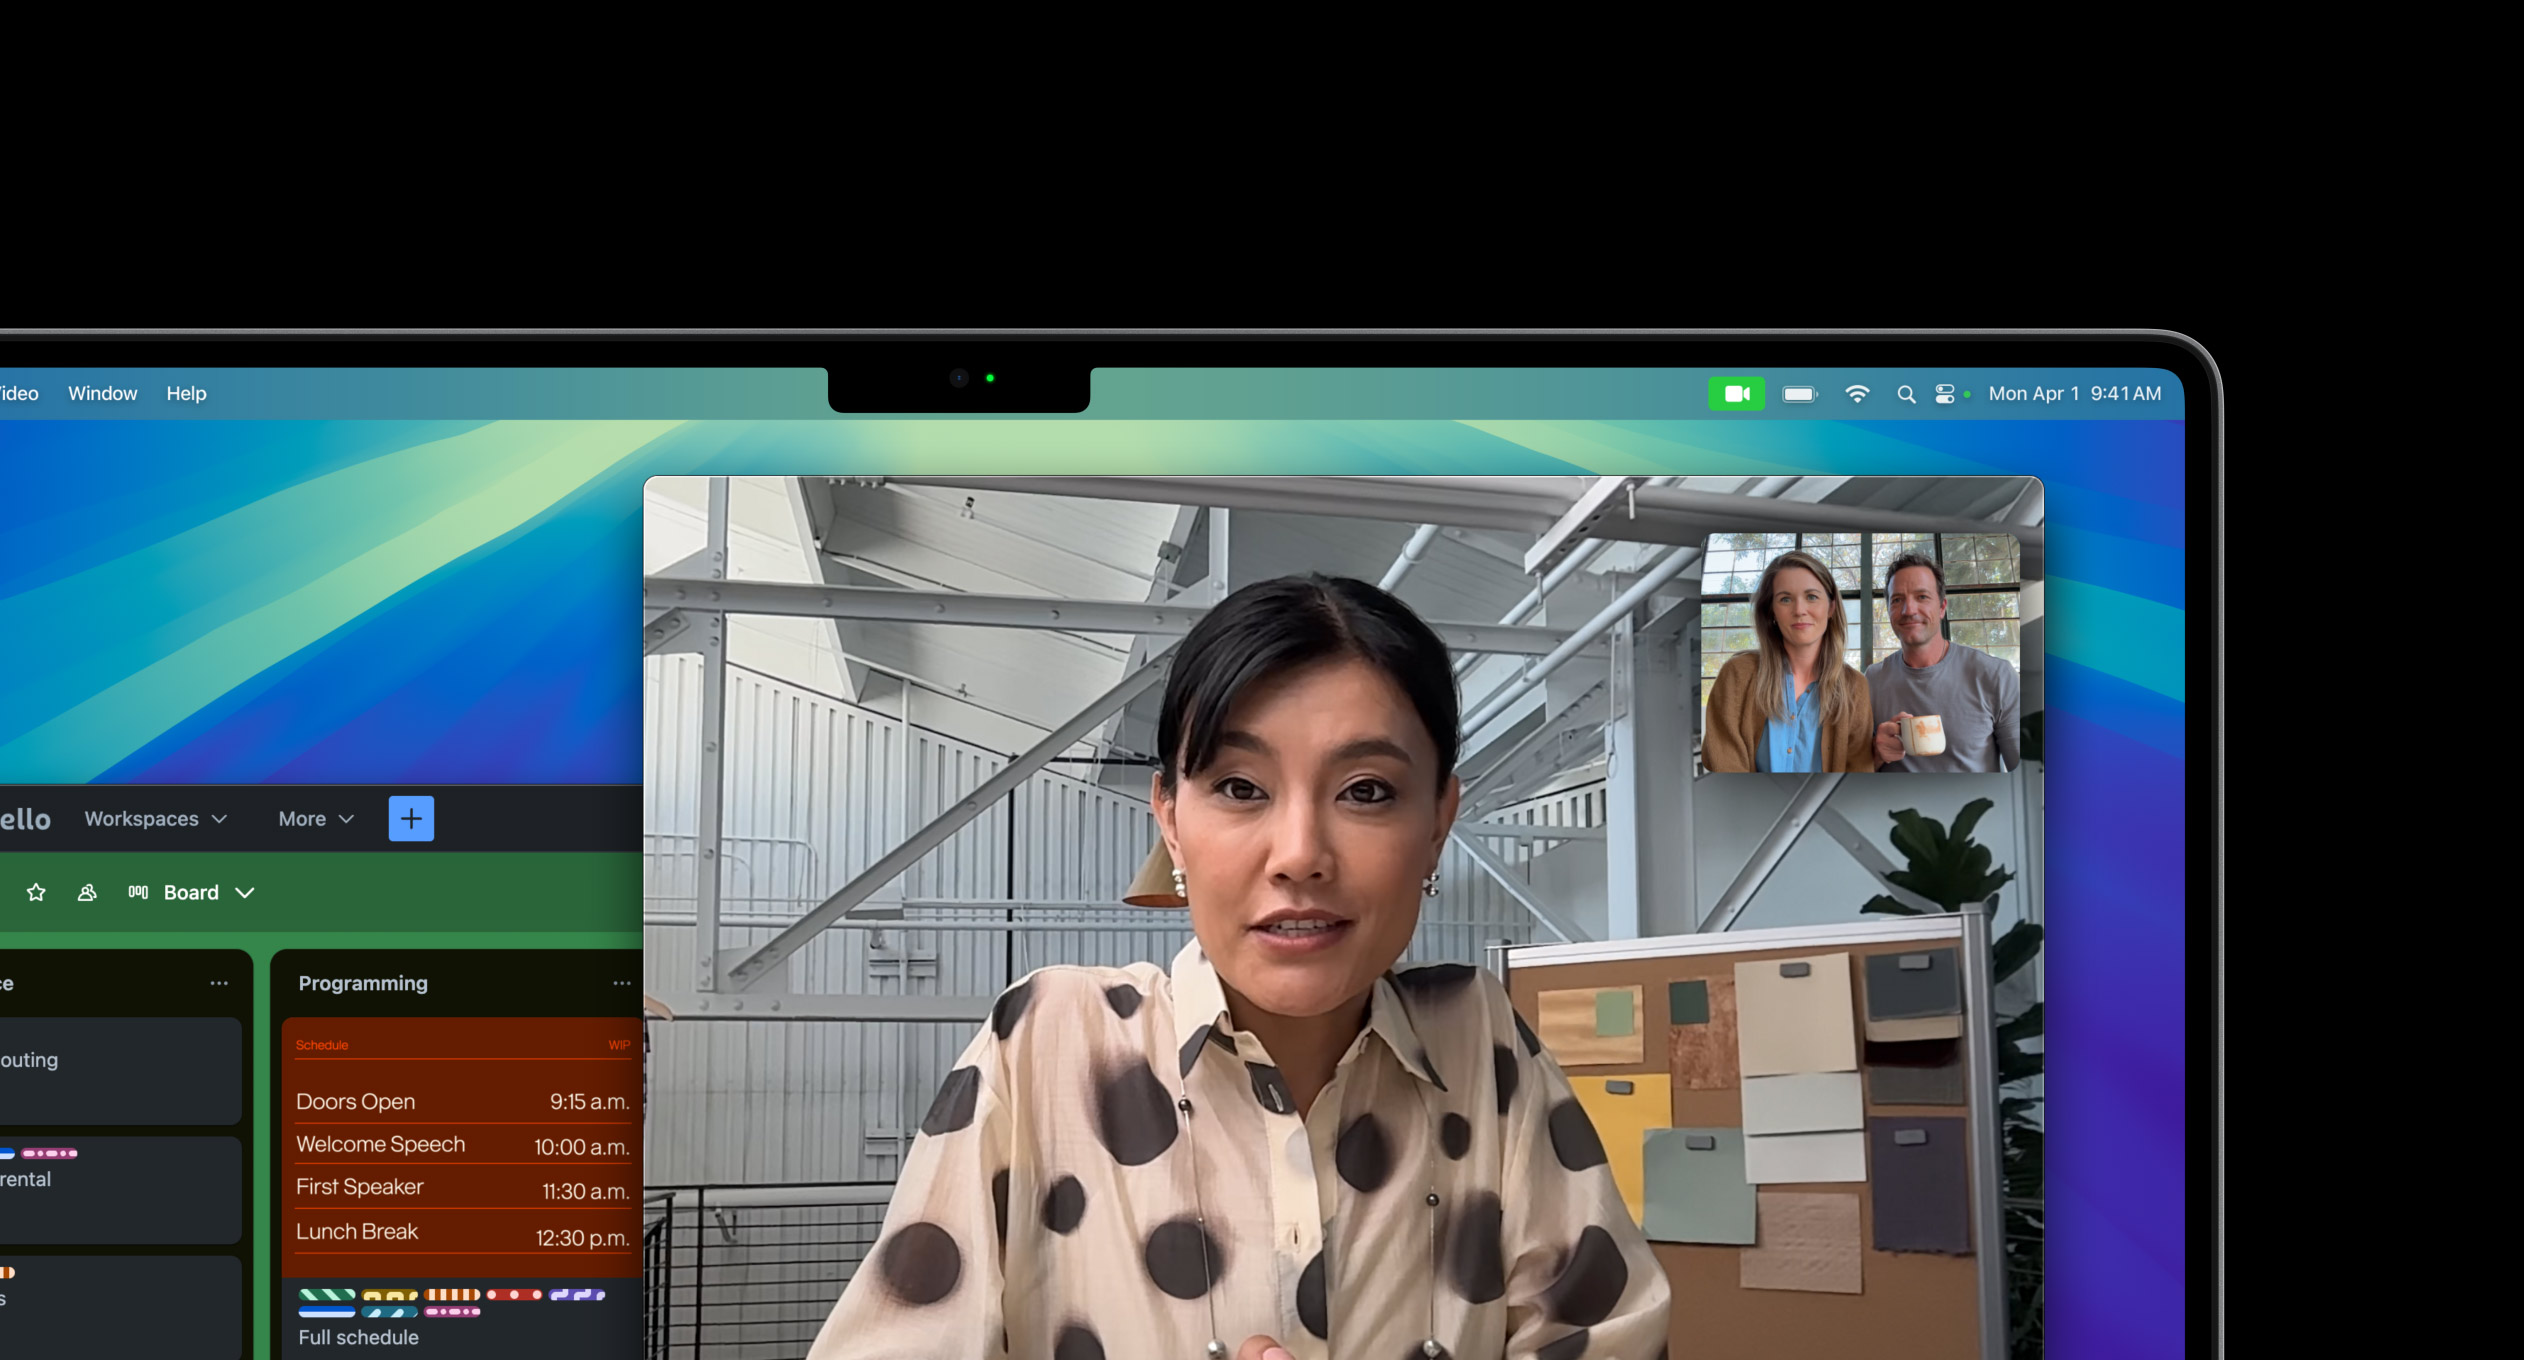 ideo Window Help
Mon Apr 1 9:41 AM
ello Workspaces More
Board
ce
Programming
outing
rental
s
Schedule WIP
Doors Open 9:15 a.m.
Welcome Speech 10:00 a.m.
First Speaker 11:30 a.m.
Lunch Break 12:30 p.m.
Full schedule